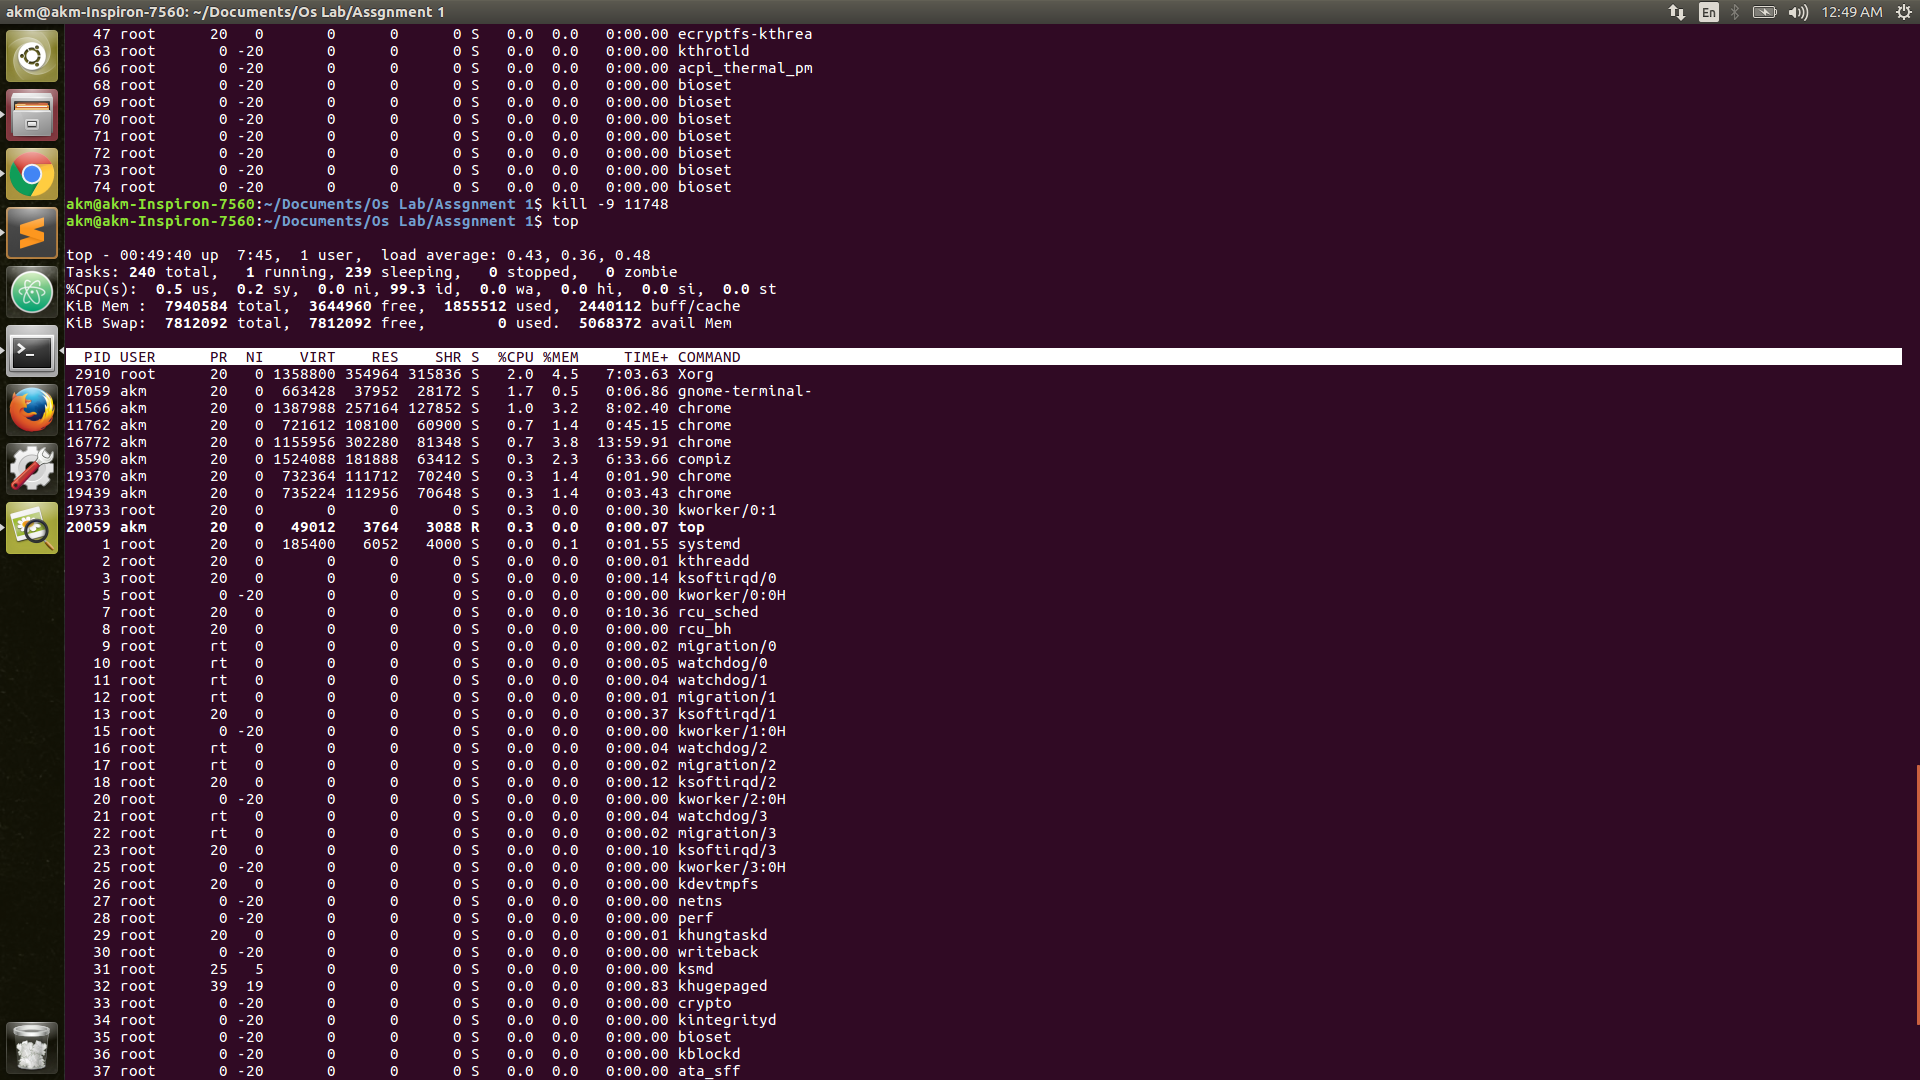 akm@akm-Inspiron-7560: ~/Documents/Os Lab/Assgnment 1
En
12:49 AM
47 root 20 0 0 0 0 S 0.0 0.0 0:00.00 ecryptfs-kthrea
63 root 0 -20 0 0 0 S 0.0 0.0 0:00.00 kthrotld
66 root 0 -20 0 0 0 S 0.0 0.0 0:00.00 acpi_thermal_pm
68 root 0 -20 0 0 0 S 0.0 0.0 0:00.00 bioset
69 root 0 -20 0 0 0 S 0.0 0.0 0:00.00 bioset
70 root 0 -20 0 0 0 S 0.0 0.0 0:00.00 bioset
71 root 0 -20 0 0 0 S 0.0 0.0 0:00.00 bioset
72 root 0 -20 0 0 0 S 0.0 0.0 0:00.00 bioset
73 root 0 -20 0 0 0 S 0.0 0.0 0:00.00 bioset
74 root 0 -20 0 0 0 S 0.0 0.0 0:00.00 bioset
akm@akm-Inspiron-7560:~/Documents/Os Lab/Assgnment 1$ kill -9 11748
akm@akm-Inspiron-7560:~/Documents/Os Lab/Assgnment 1$ top
top - 00:49:40 up 7:45, 1 user, load average: 0.43, 0.36, 0.48
Tasks: 240 total, 1 running, 239 sleeping, 0 stopped, 0 zombie
%Cpu(s): 0.5 us, 0.2 sy, 0.0 ni, 99.3 id, 0.0 wa, 0.0 hi, 0.0 si, 0.0 st
KiB Mem : 7940584 total, 3644960 free, 1855512 used, 2440112 buff/cache
KiB Swap: 7812092 total, 7812092 free, 0 used. 5068372 avail Mem
PID USER PR NI VIRT RES SHR S %CPU %MEM TIME+ COMMAND
2910 root 20 0 1358800 354964 315836 S 2.0 4.5 7:03.63 Xorg
17059 akm 20 0 663428 37952 28172 S 1.7 0.5 0:06.86 gnome-terminal-
11566 akm 20 0 1387988 257164 127852 S 1.0 3.2 8:02.40 chrome
11762 akm 20 0 721612 108100 60900 S 0.7 1.4 0:45.15 chrome
16772 akm 20 0 1155956 302280 81348 S 0.7 3.8 13:59.91 chrome
3590 akm 20 0 1524088 181888 63412 S 0.3 2.3 6:33.66 compiz
19370 akm 20 0 732364 111712 70240 S 0.3 1.4 0:01.90 chrome
19439 akm 20 0 735224 112956 70648 S 0.3 1.4 0:03.43 chrome
19733 root 20 0 0 0 0 S 0.3 0.0 0:00.30 kworker/0:1
20059 akm 20 0 49012 3764 3088 R 0.3 0.0 0:00.07 top
1 root 20 0 185400 6052 4000 S 0.0 0.1 0:01.55 systemd
2 root 20 0 0 0 0 S 0.0 0.0 0:00.01 kthreadd
3 root 20 0 0 0 0 S 0.0 0.0 0:00.14 ksoftirqd/0
5 root 0 -20 0 0 0 S 0.0 0.0 0:00.00 kworker/0:0H
7 root 20 0 0 0 0 S 0.0 0.0 0:10.36 rcu_sched
8 root 20 0 0 0 0 S 0.0 0.0 0:00.00 rcu_bh
9 root rt 0 0 0 0 S 0.0 0.0 0:00.02 migration/0
10 root rt 0 0 0 0 S 0.0 0.0 0:00.05 watchdog/0
11 root rt 0 0 0 0 S 0.0 0.0 0:00.04 watchdog/1
12 root rt 0 0 0 0 S 0.0 0.0 0:00.01 migration/1
13 root 20 0 0 0 0 S 0.0 0.0 0:00.37 ksoftirqd/1
15 root 0 -20 0 0 0 S 0.0 0.0 0:00.00 kworker/1:0H
16 root rt 0 0 0 0 S 0.0 0.0 0:00.04 watchdog/2
17 root rt 0 0 0 0 S 0.0 0.0 0:00.02 migration/2
18 root 20 0 0 0 0 S 0.0 0.0 0:00.12 ksoftirqd/2
20 root 0 -20 0 0 0 S 0.0 0.0 0:00.00 kworker/2:0H
21 root rt 0 0 0 0 S 0.0 0.0 0:00.04 watchdog/3
22 root rt 0 0 0 0 S 0.0 0.0 0:00.02 migration/3
23 root 20 0 0 0 0 S 0.0 0.0 0:00.10 ksoftirqd/3
25 root 0 -20 0 0 0 S 0.0 0.0 0:00.00 kworker/3:0H
26 root 20 0 0 0 0 S 0.0 0.0 0:00.00 kdevtmpfs
27 root 0 -20 0 0 0 S 0.0 0.0 0:00.00 netns
28 root 0 -20 0 0 0 S 0.0 0.0 0:00.00 perf
29 root 20 0 0 0 0 S 0.0 0.0 0:00.01 khungtaskd
30 root 0 -20 0 0 0 S 0.0 0.0 0:00.00 writeback
31 root 25 5 0 0 0 S 0.0 0.0 0:00.00 ksmd
32 root 39 19 0 0 0 S 0.0 0.0 0:00.83 khugepaged
33 root 0 -20 0 0 0 S 0.0 0.0 0:00.00 crypto
34 root 0 -20 0 0 0 S 0.0 0.0 0:00.00 kintegrityd
35 root 0 -20 0 0 0 S 0.0 0.0 0:00.00 bioset
36 root 0 -20 0 0 0 S 0.0 0.0 0:00.00 kblockd
37 root 0 -20 0 0 0 S 0.0 0.0 0:00.00 ata_sff